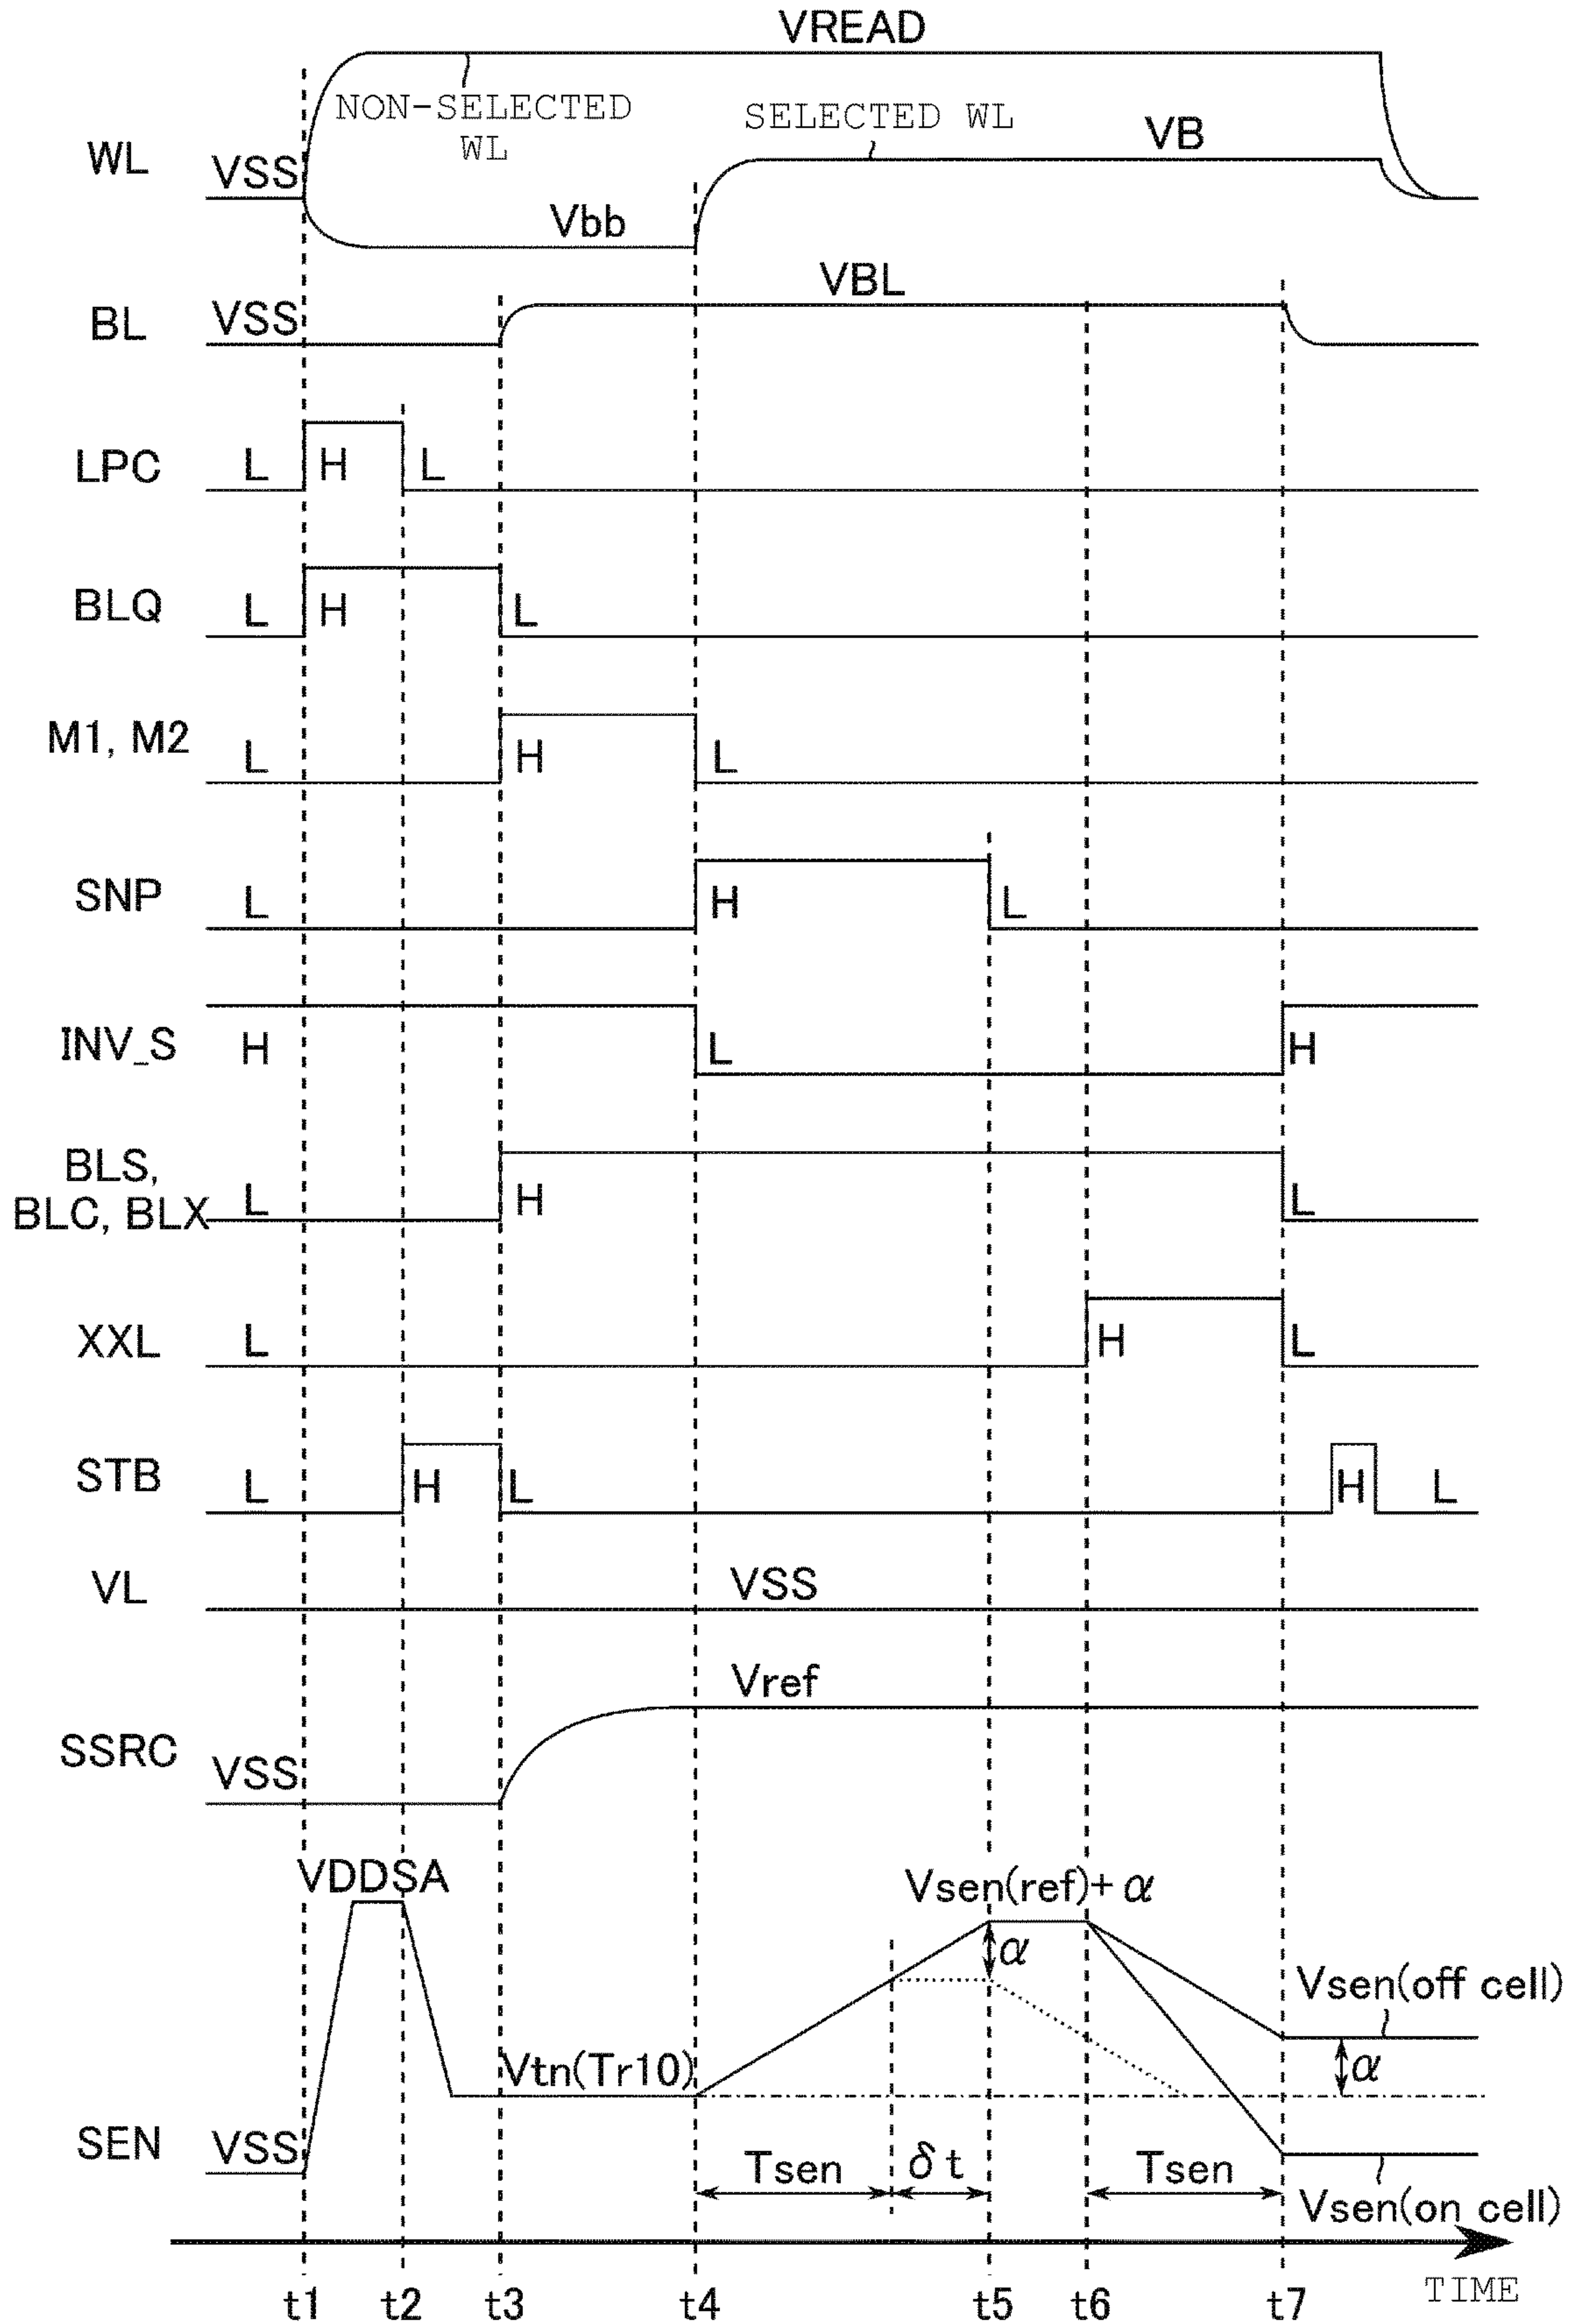 VREAD
NON-SELECTED
WL
SELECTED WL
VB
WL
VSS
Vbb
VBL
BL
VSS
LPC
L
H
L
BLQ
L
H
L
M1, M2
L
H
L
SNP
L
H
L
INV_S
H
L
H
BLS,
BLC, BLX
L
H
L
XXL
L
H
L
STB
L
H
L
H
L
VL
VSS
Vref
SSRC
VSS
VDDSA
Vsen(ref)+α
α
Vsen(off cell)
Vtn(Tr10)
α
SEN
VSS
Tsen
δt
Tsen
Vsen(on cell)
TIME
t1
t2
t3
t4
t5
t6
t7